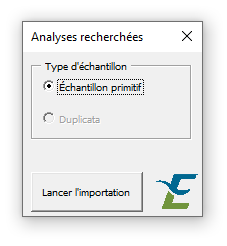 Analyses recherchées
Type d'échantillon
Échantillon primitif
Duplicata
Lancer l'importation